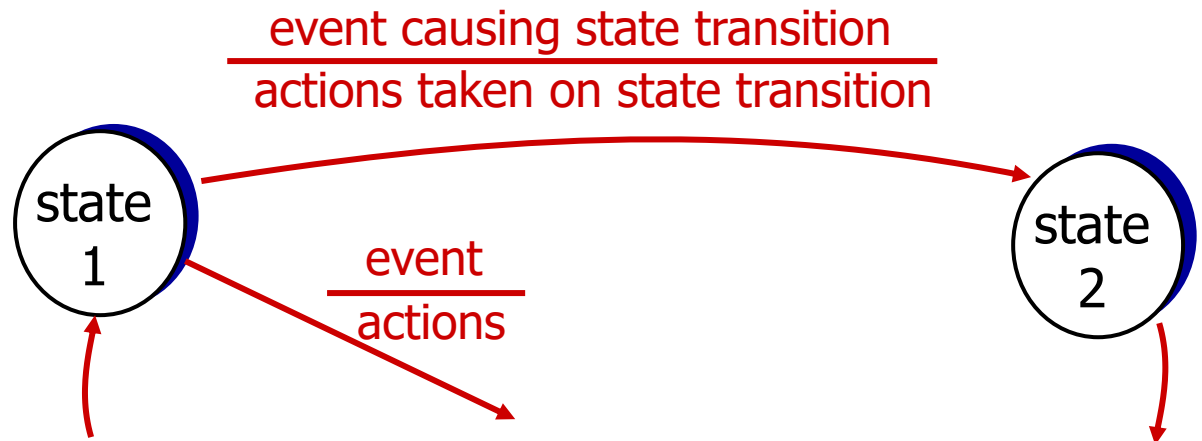 event causing state transition
actions taken on state transition
state
1
state
2
event
actions